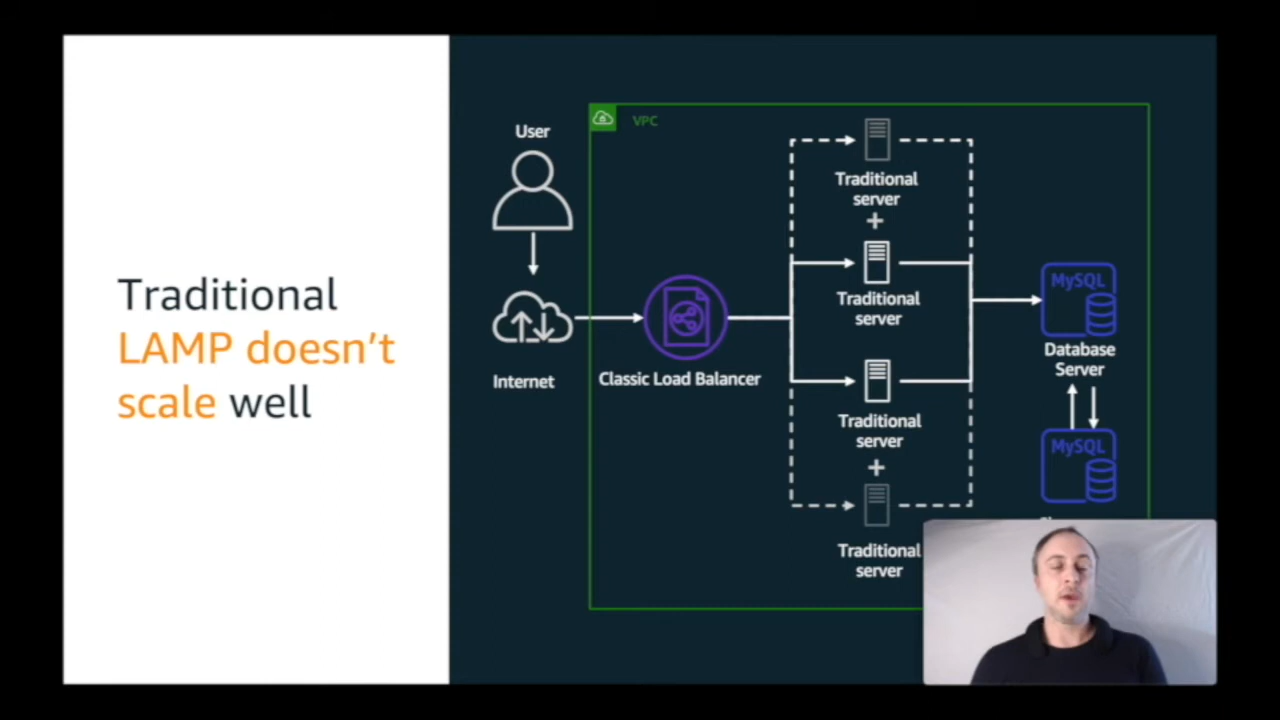 Traditional
LAMP doesn't
scale well
User
Internet
VPC
Classic Load Balancer
Traditional
server
+
Traditional
server
Traditional
server
+
Traditional
server
MySQL
Database
Server
MySQL